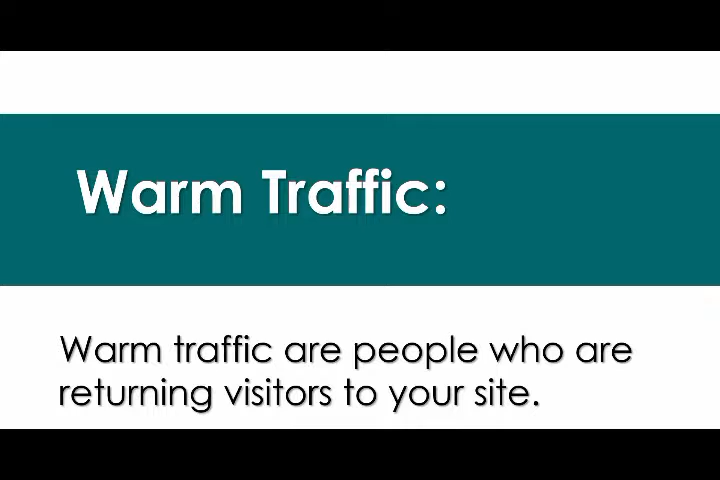 Warm Traffic:
Warm traffic are people who are
returning visitors to your site.